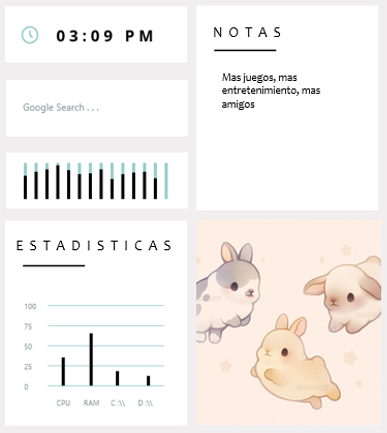 03:09 PM
NOTAS
Mas juegos, mas
entretenimiento, mas
amigos
Google Search . . .
ESTADISTICAS
100
75
50
25
0
CPU RAM C :\\ D :\\